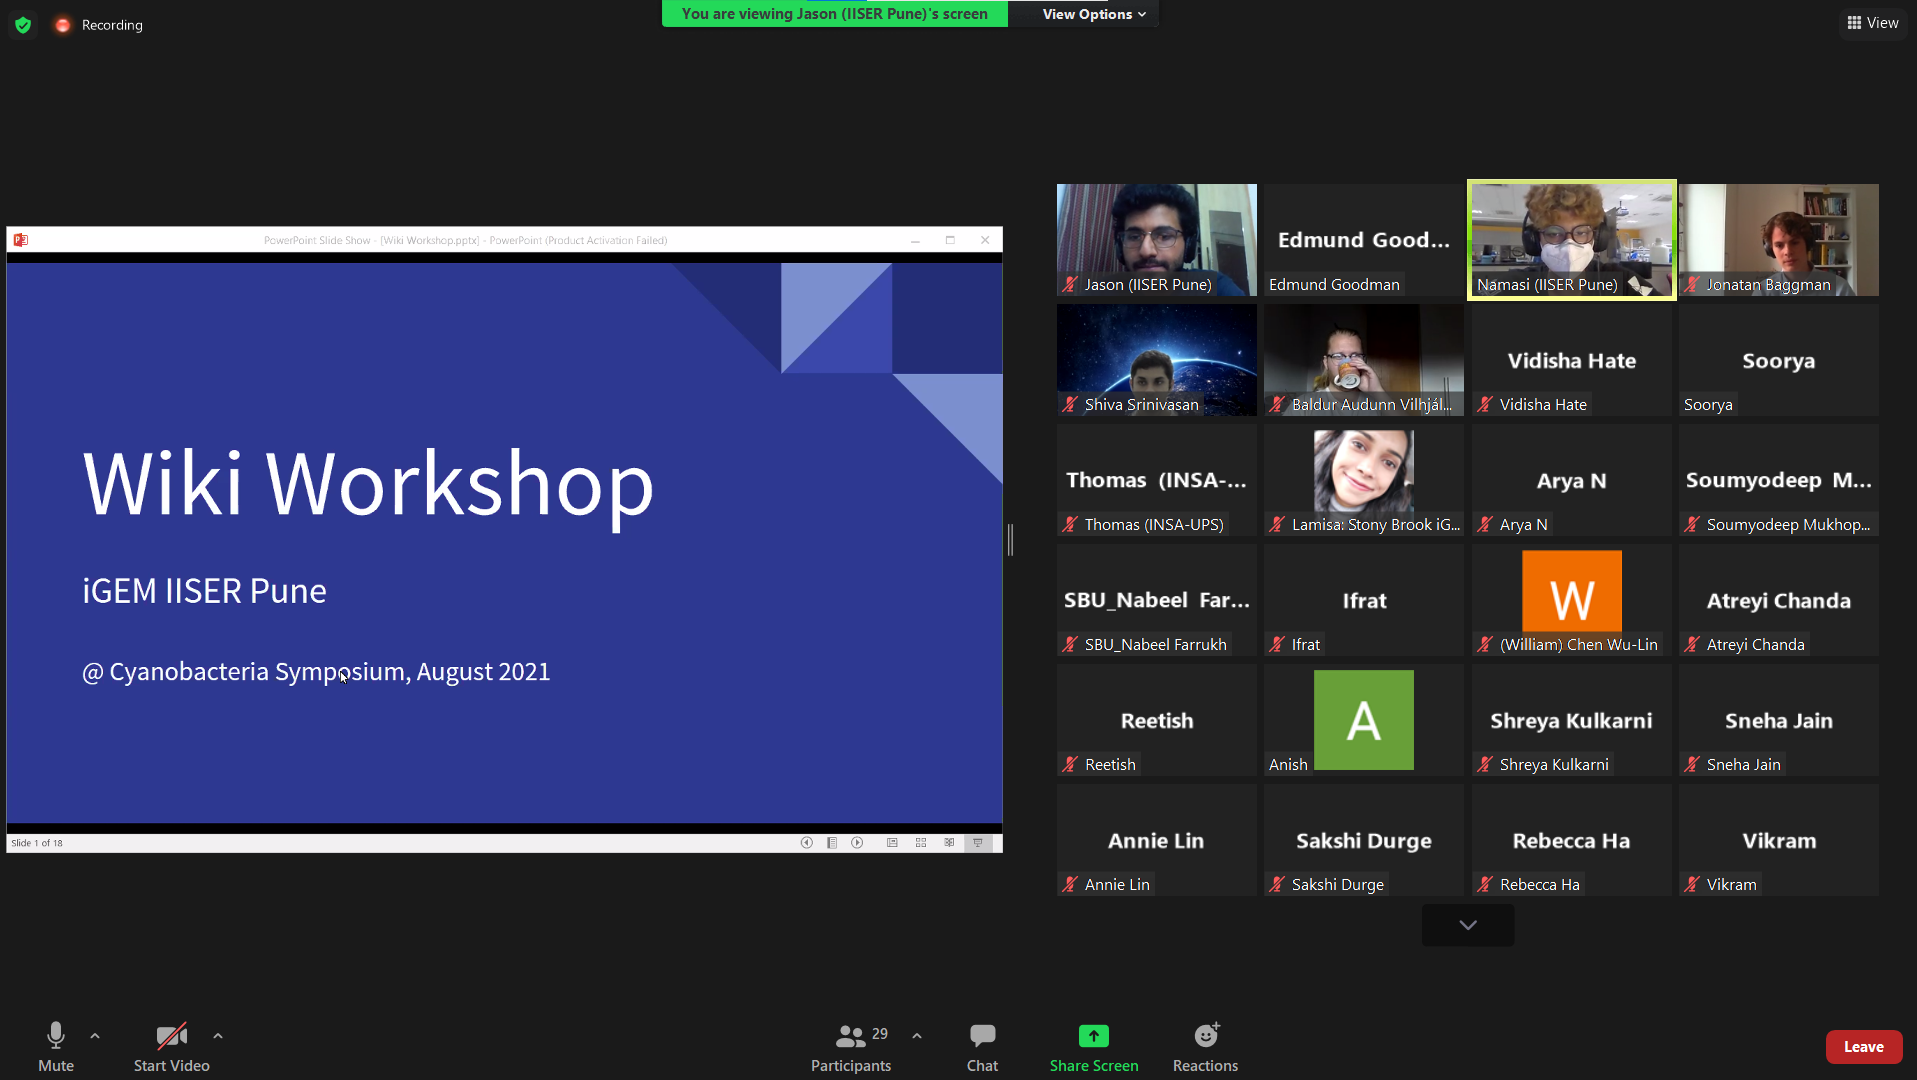 Recording
You are viewing Jason (IISER Pune)'s screen
View Options
View
PowerPoint Slide Show - [Wiki Workshop.pptx] - PowerPoint (Product Activation Failed)
Wiki Workshop
iGEM IISER Pune
@ Cyanobacteria Symposium, August 2021
Slide 1 of 18
Jason (IISER Pune)
Edmund Good...
Edmund Goodman
Namasi (IISER Pune)
Jonatan Baggman
Shiva Srinivasan
Baldur Audunn Vilhjál...
Vidisha Hate
Vidisha Hate
Soorya
Soorya
Thomas (INSA-...
Thomas (INSA-UPS)
Lamisa: Stony Brook iG...
Arya N
Arya N
Soumyodeep M...
Soumyodeep Mukhop...
SBU_Nabeel Far...
SBU_Nabeel Farrukh
Ifrat
Ifrat
W
(William) Chen Wu-Lin
Atreyi Chanda
Atreyi Chanda
Reetish
Reetish
A
Anish
Shreya Kulkarni
Shreya Kulkarni
Sneha Jain
Sneha Jain
Annie Lin
Annie Lin
Sakshi Durge
Sakshi Durge
Rebecca Ha
Rebecca Ha
Vikram
Vikram
Mute
Start Video
29
Participants
Chat
Share Screen
Reactions
Leave